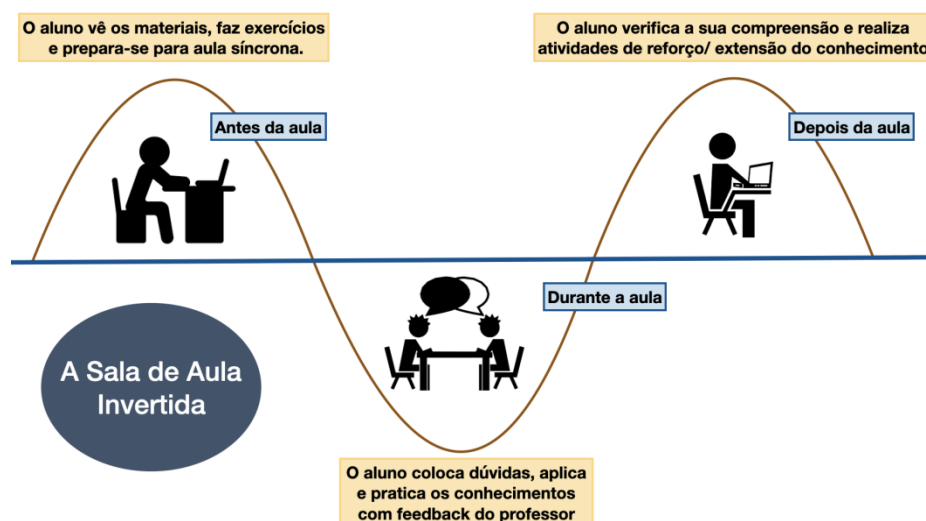 O aluno vê os materiais, faz exercícios
e prepara-se para aula síncrona.
O aluno verifica a sua compreensão e realiza
atividades de reforço/ extensão do conhecimento
Antes da aula
Depois da aula
Durante a aula
A Sala de Aula
Invertida
O aluno coloca dúvidas, aplica
e pratica os conhecimentos
com feedback do professor